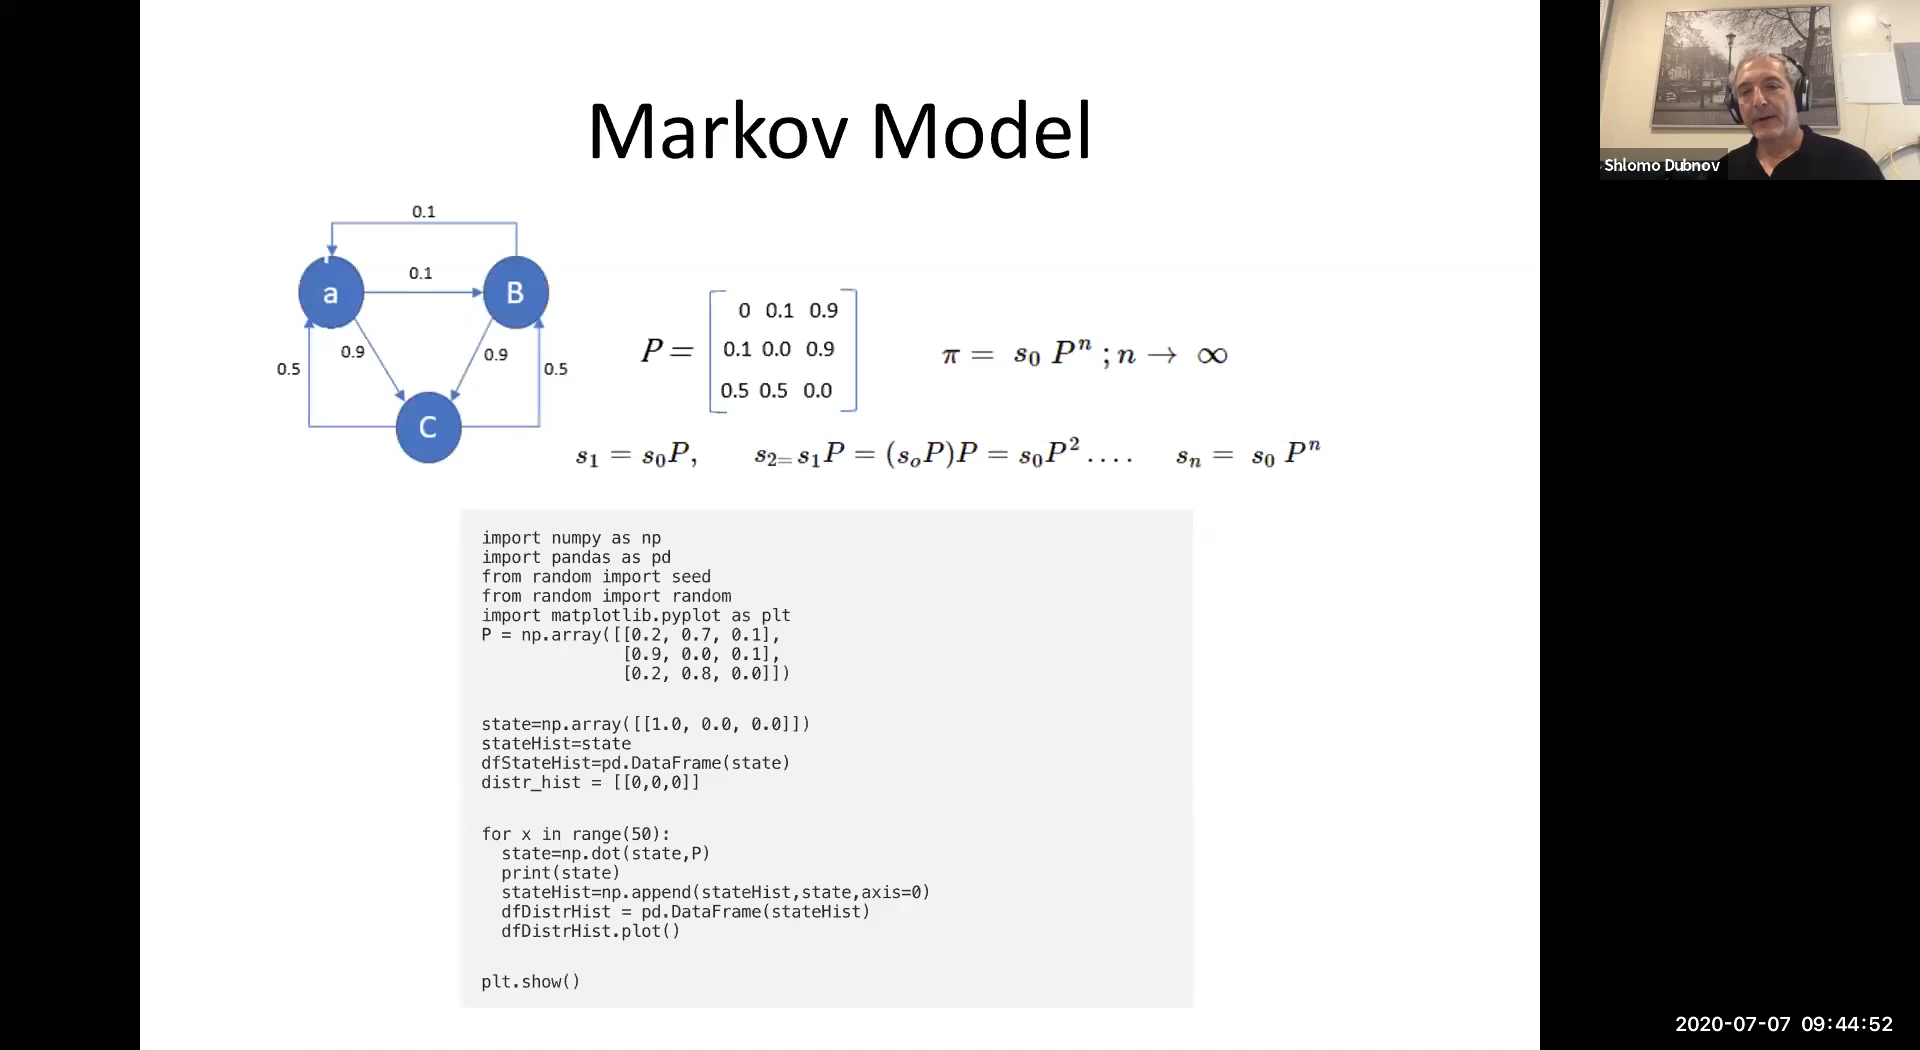 Markov Model
0.1
a
0.1
B
0.5
0.9
0.9
0.5
C
P =
0 0.1 0.9
0.1 0.0 0.9
0.5 0.5 0.0
π = s₀ Pⁿ ; n → ∞
s₁ = s₀P, s₂₌ s₁P = (sₒP)P = s₀P² .... sₙ = s₀ Pⁿ
import numpy as np
import pandas as pd
from random import seed
from random import random
import matplotlib.pyplot as plt
P = np.array([[0.2, 0.7, 0.1],
[0.9, 0.0, 0.1],
[0.2, 0.8, 0.0]])
state=np.array([[1.0, 0.0, 0.0]])
stateHist=state
dfStateHist=pd.DataFrame(state)
distr_hist = [[0,0,0]]
for x in range(50):
state=np.dot(state,P)
print(state)
stateHist=np.append(stateHist,state,axis=0)
dfDistrHist = pd.DataFrame(stateHist)
dfDistrHist.plot()
plt.show()
Shlomo Dubnov
2020-07-07 09:44:52